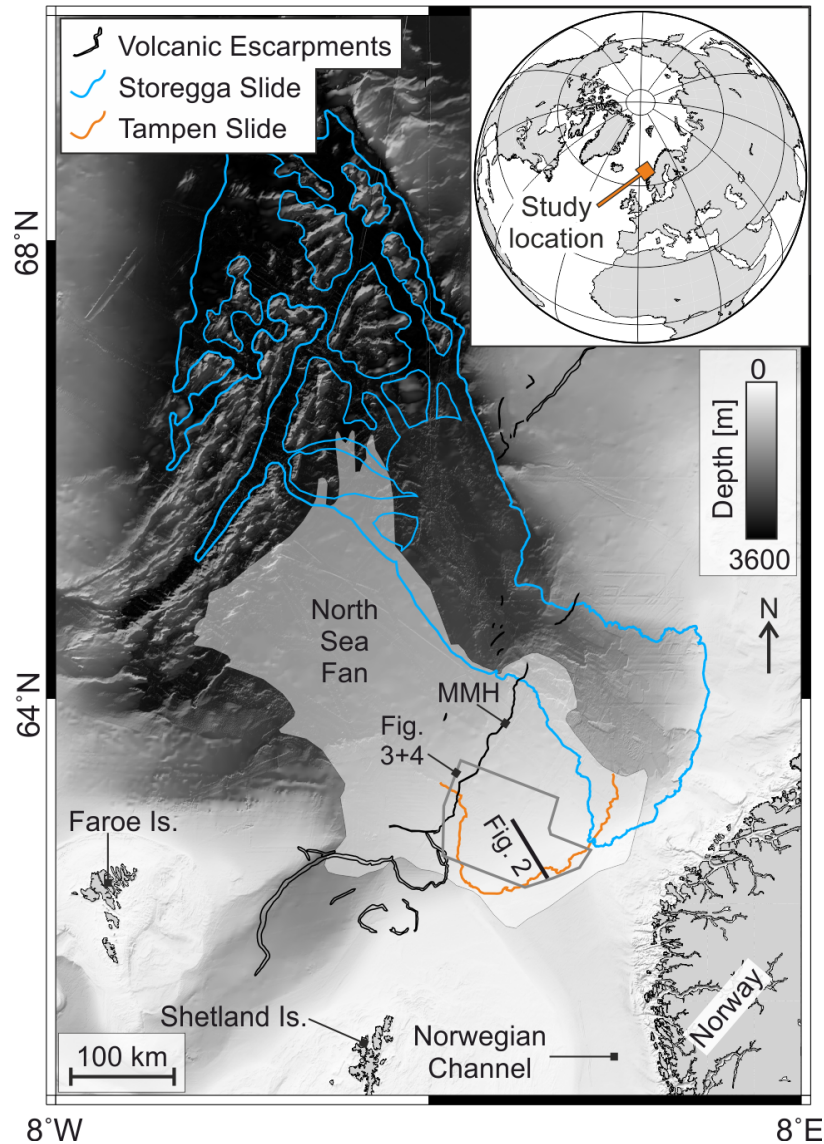 Volcanic Escarpments
Storegga Slide
Tampen Slide
Study
location
68°N
0
Depth [m]
3600
N
North
Sea
Fan
MMH
64°N
Fig.
3+4
Faroe Is.
Fig. 2
Shetland Is.
Norwegian
Channel
Norway
100 km
8°W
8°E